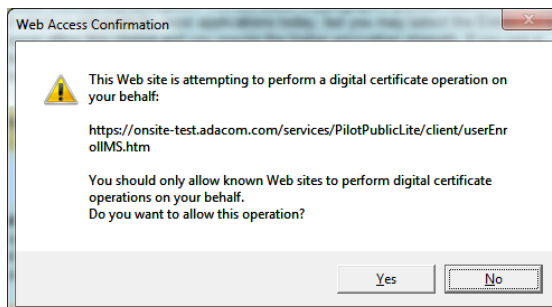 Web Access Confirmation
This Web site is attempting to perform a digital certificate operation on
your behalf:
https://onsite-test.adacom.com/services/PilotPublicLite/client/userEnr
ollMS.htm
You should only allow known Web sites to perform digital certificate
operations on your behalf.
Do you want to allow this operation?
Yes
No